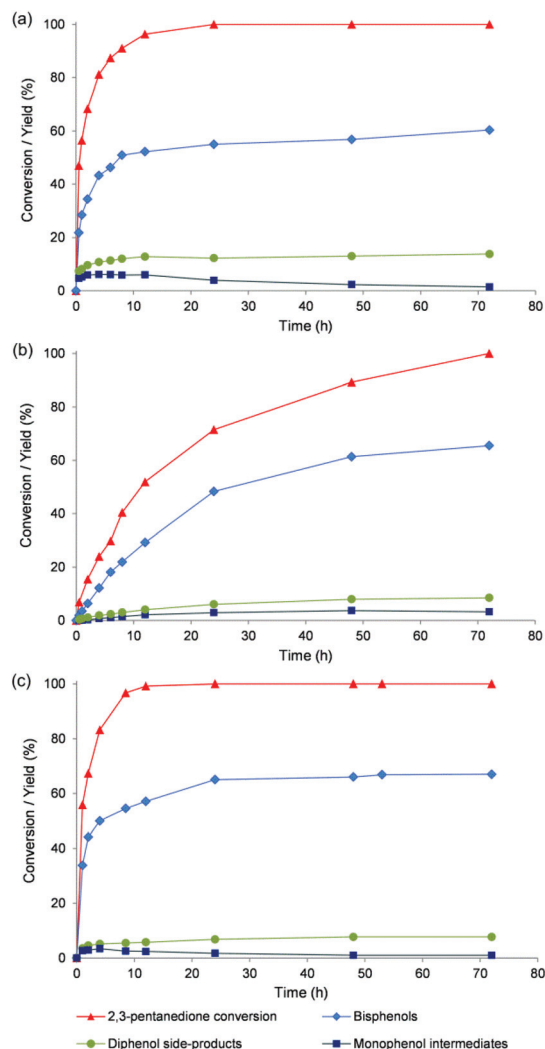 (a)
Conversion / Yield (%)
100
80
60
40
20
0
0 10 20 30 40 50 60 70 80
Time (h)
(b)
Conversion / Yield (%)
100
80
60
40
20
0
0 10 20 30 40 50 60 70 80
Time (h)
(c)
Conversion / Yield (%)
100
80
60
40
20
0
0 10 20 30 40 50 60 70 80
Time (h)
2,3-pentanedione conversion Bisphenols
Diphenol side-products Monophenol intermediates